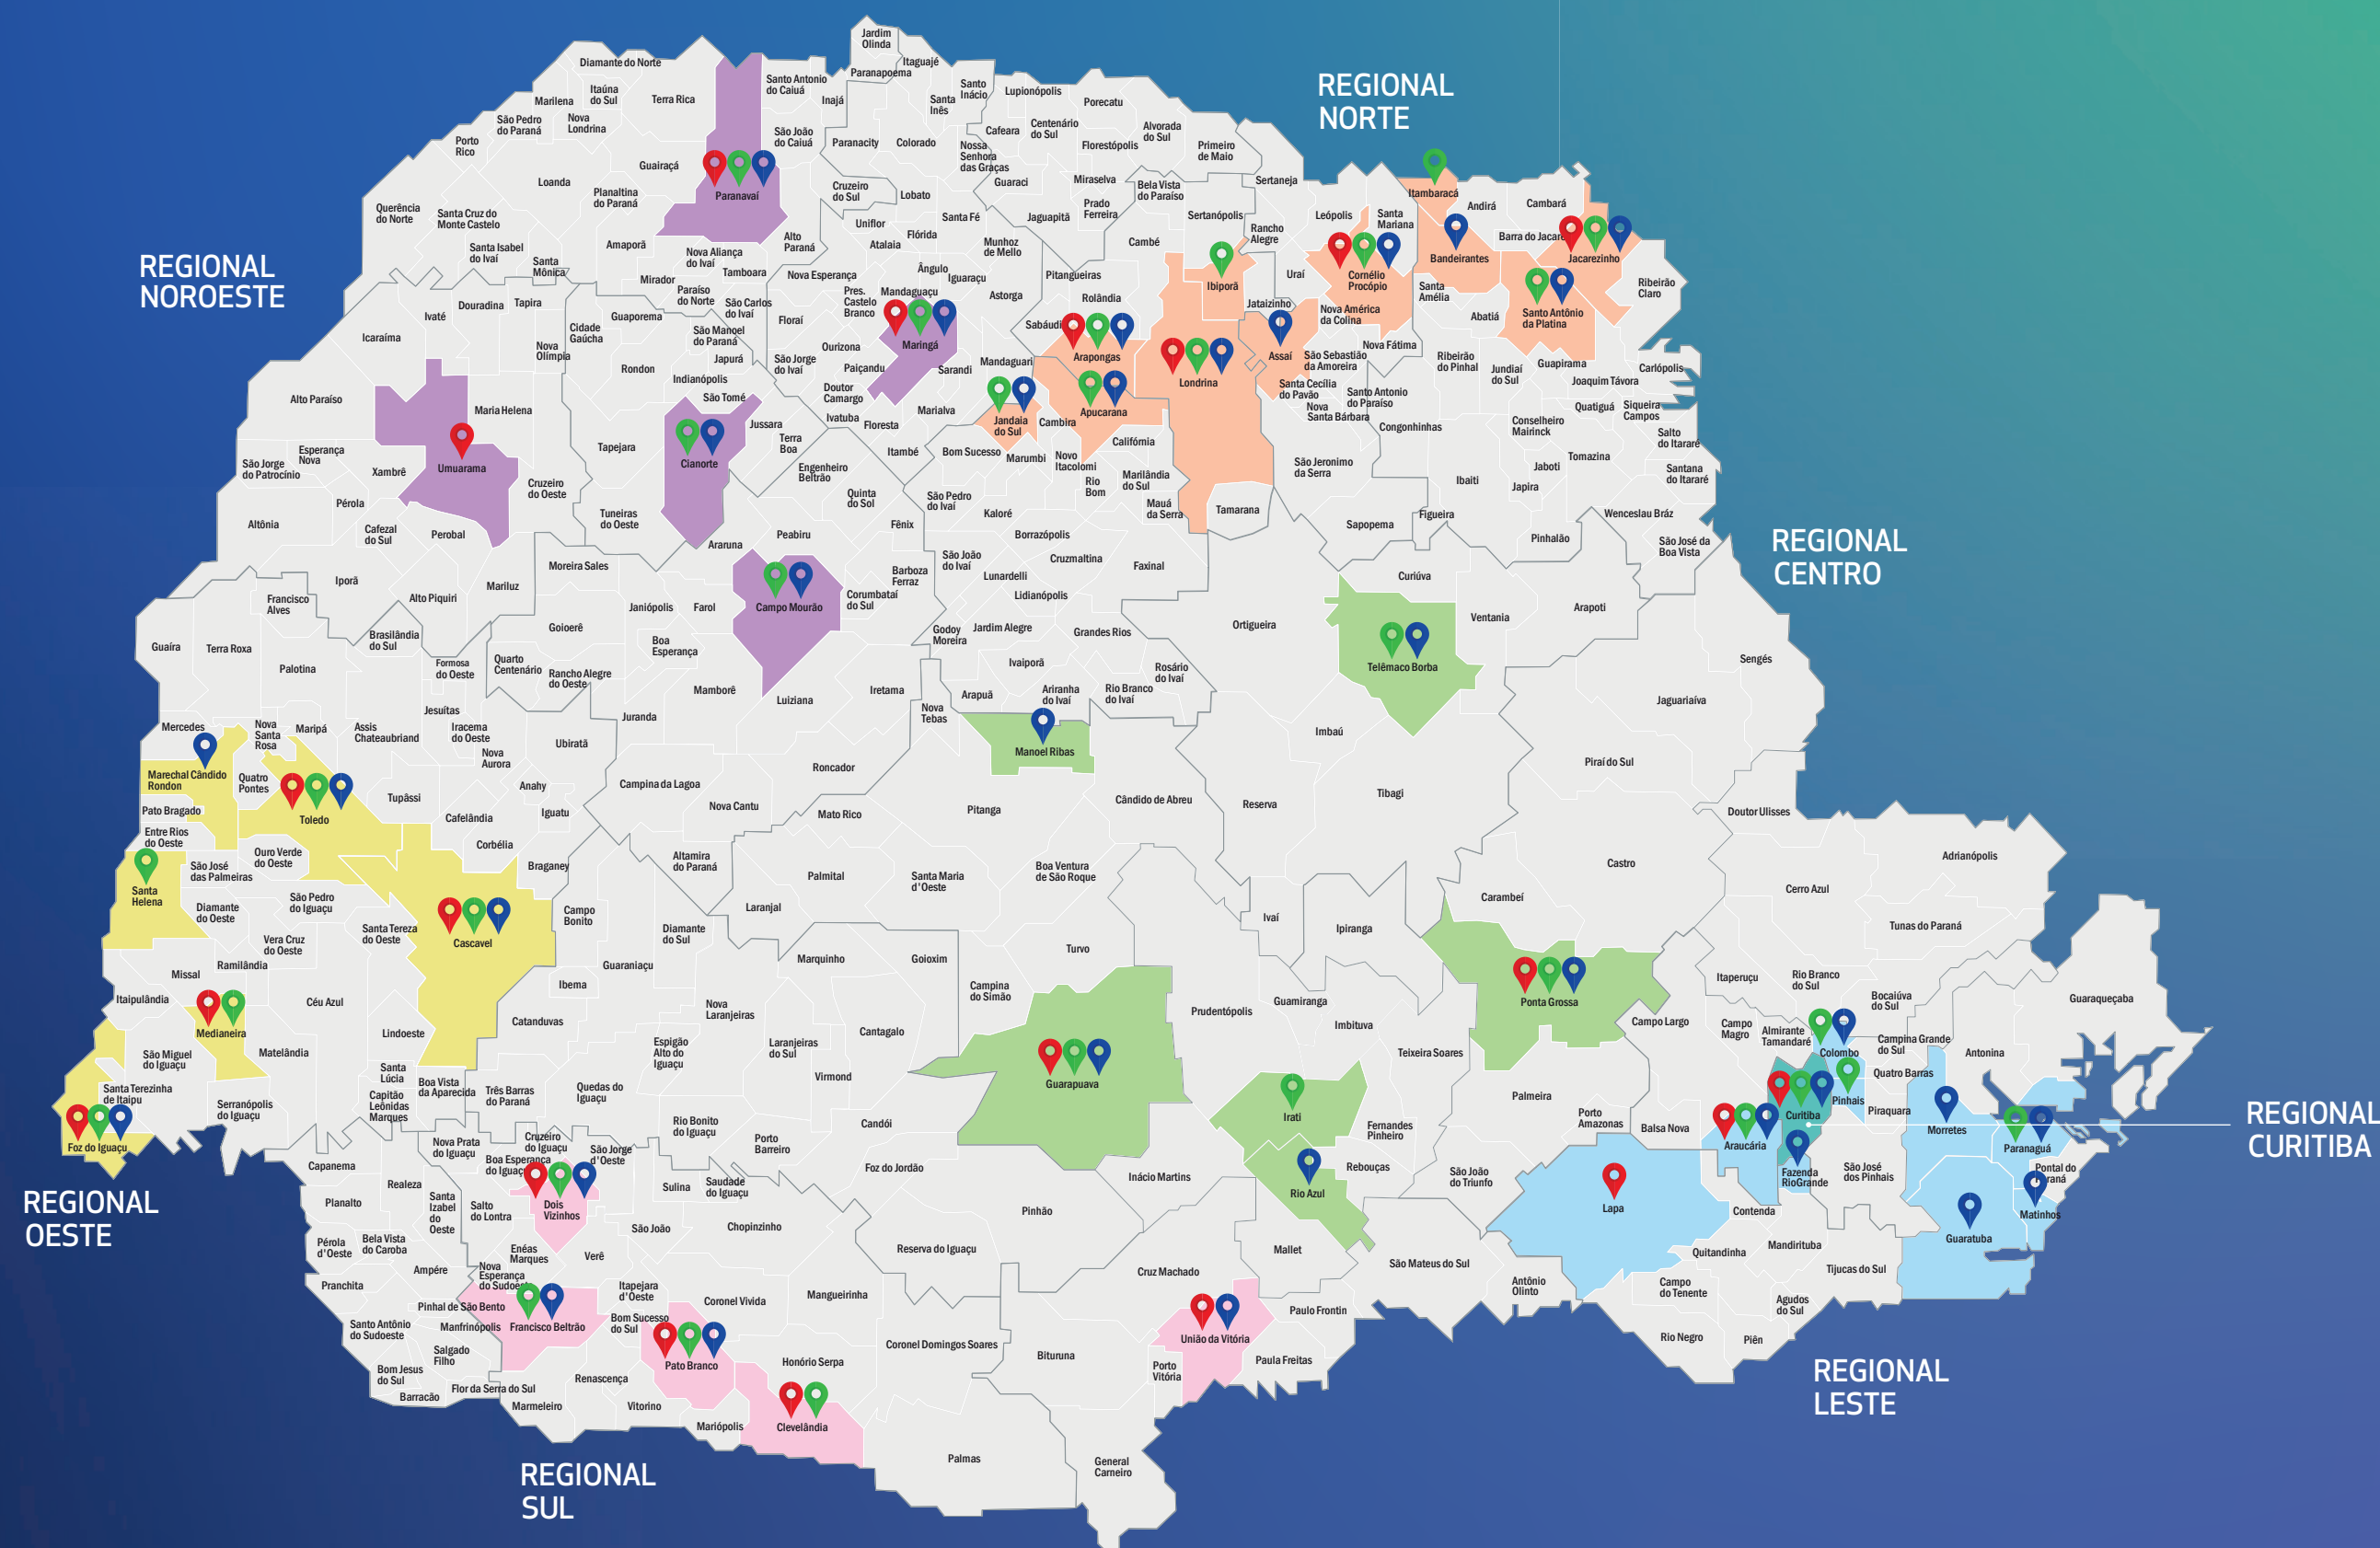 REGIONAL
NORTE
REGIONAL
NOROESTE
REGIONAL
CENTRO
REGIONAL
OESTE
REGIONAL
SUL
REGIONAL
LESTE
REGIONAL
CURITIBA
Jardim
Olinda
Diamante do Norte
Itaguajé
Paranapoema
Santo Antonio
do Caiuá
Itaúna
do Sul
Terra Rica
Marilena
Inajá
Santo
Inácio
Santa
Inês
Lupionópolis
Porecatu
São Pedro
do Paraná
Nova
Londrina
Porto
Rico
São João
do Caiuá
Paranacity
Colorado
Cafeara
Centenário
do Sul
Alvorada
do Sul
Florestópolis
Primeiro
de Maio
Nossa
Senhora
das Graças
Guairaçá
Loanda
Planaltina
do Paraná
Paranavaí
Cruzeiro
do Sul
Lobato
Guaraci
Miraselva
Bela Vista
do Paraíso
Sertaneja
Itambaracá
Andirá
Cambará
Querência
do Norte
Santa Cruz do
Monte Castelo
Santa Isabel
do Ivaí
Santa
Mônica
Amaporã
Nova Aliança
do Ivaí
Tamboara
Mirador
Alto
Paraná
Uniflor
Atalaia
Flórida
Santa Fé
Munhoz
de Mello
Jaguapitã
Prado
Ferreira
Cambé
Sertanópolis
Rancho
Alegre
Leópolis
Santa
Mariana
Barra do Jacaré
Bandeirantes
Jacarezinho
Nova Esperança
Ângulo
Iguaraçu
Mandaguaçu
Pitangueiras
Astorga
Rolândia
Ibiporã
Uraí
Cornélio
Procópio
Santa
Amélia
Ribeirão
Claro
Paraíso
do Norte
São Carlos
do Ivaí
Pres.
Castelo
Branco
Floraí
Jataizinho
Nova América
da Colina
Abatiá
Santo Antônio
da Platina
Douradina
Tapira
Ivaté
Icaraíma
Cidade
Gaúcha
Guaporema
São Manoel
do Paraná
Japurá
Nova
Olímpia
Rondon
Indianópolis
São Tomé
São Jorge
do Ivaí
Ourizona
Paiçandu
Doutor
Camargo
Maringá
Sarandi
Mandaguari
Arapongas
Londrina
Assaí
São Sebastião
da Amoreira
Nova Fátima
Ribeirão
do Pinhal
Jundiaí
do Sul
Guapirama
Joaquim Távora
Carlópolis
Alto Paraíso
Maria Helena
Umuarama
Tapejara
Cianorte
Jussara
Terra
Boa
Ivatuba
Floresta
Marialva
Jandaia
do Sul
Cambira
Apucarana
Califórnia
Santa Cecília
do Pavão
Nova
Santa Bárbara
Santo Antonio
do Paraíso
Congonhinhas
Conselheiro
Mairinck
Quatiguá
Siqueira
Campos
Salto
do Itararé
São Jorge
do Patrocínio
Esperança
Nova
Xambrê
Pérola
Altônia
Cafezal
do Sul
Perobal
Cruzeiro
do Oeste
Tuneiras
do Oeste
Araruna
Peabiru
Engenheiro
Beltrão
Quinta
do Sol
Itambé
Fênix
Bom Sucesso
Marumbi
Novo
Itacolomi
Rio
Bom
Marilândia
do Sul
Mauá
da Serra
São Pedro
do Ivaí
Kaloré
Borrazópolis
Tamarana
São Jeronimo
da Serra
Sapopema
Ibaiti
Figueira
Japira
Jaboti
Tomazina
Santana
do Itararé
Wenceslau Bráz
Pinhalão
São José da
Boa Vista
Iporã
Francisco
Alves
Alto Piquiri
Mariluz
Moreira Sales
Goioerê
Janiópolis
Farol
Boa
Esperança
Campo Mourão
Barboza
Ferraz
Corumbataí
do Sul
São João
do Ivaí
Lunardelli
Cruzmaltina
Lidianópolis
Faxinal
Godoy
Moreira
Jardim Alegre
Grandes Rios
Ivaiporã
Rosário
do Ivaí
Ortigueira
Curiúva
Telêmaco Borba
Ventania
Arapoti
Sengés
Jaguariaíva
Guaíra
Terra Roxa
Palotina
Brasilândia
do Sul
Formosa
do Oeste
Quarto
Centenário
Rancho Alegre
do Oeste
Mamborê
Luiziana
Iretama
Juranda
Nova
Tebas
Arapuã
Ariranha
do Ivaí
Rio Branco
do Ivaí
Manoel Ribas
Imbaú
Piraí do Sul
Mercedes
Nova
Santa
Rosa
Maripá
Assis
Chateaubriand
Jesuítas
Iracema
do Oeste
Nova
Aurora
Ubiratã
Marechal Cândido
Rondon
Quatro
Pontes
Toledo
Tupãssi
Cafelândia
Anahy
Iguatu
Corbélia
Campina da Lagoa
Nova Cantu
Roncador
Mato Rico
Pitanga
Cândido de Abreu
Reserva
Tibagi
Doutor Ulisses
Pato Bragado
Entre Rios
do Oeste
Santa
Helena
São José
das Palmeiras
Ouro Verde
do Oeste
São Pedro
do Iguaçu
Diamante
do Oeste
Vera Cruz
do Oeste
Santa Tereza
do Oeste
Cascavel
Braganey
Campo
Bonito
Altamira
do Paraná
Laranjal
Palmital
Santa Maria
d'Oeste
Boa Ventura
de São Roque
Ivaí
Ipiranga
Carambeí
Castro
Cerro Azul
Adrianópolis
Tunas do Paraná
Ramilândia
Missal
Itaipulândia
Medianeira
Céu Azul
Matelândia
Lindoeste
Catanduvas
Ibema
Guaraniaçu
Diamante
do Sul
Nova
Laranjeiras
Marquinho
Goioxim
Turvo
Campina
do Simão
Cantagalo
Guarapuava
Prudentópolis
Guamiranga
Imbituva
Teixeira Soares
Ponta Grossa
Campo Largo
Itaperuçu
Rio Branco
do Sul
Bocaiúva
do Sul
Campo
Magro
Almirante
Tamandaré
Colombo
Campina Grande
do Sul
Antonina
Guaraqueçaba
São Miguel
do Iguaçu
Santa Terezinha
de Itaipu
Foz do Iguaçu
Serranópolis
do Iguaçu
Santa
Lúcia
Capitão
Leônidas
Marques
Boa Vista
da Aparecida
Três Barras
do Paraná
Quedas do
Iguaçu
Espigão
Alto do
Iguaçu
Laranjeiras
do Sul
Virmond
Rio Bonito
do Iguaçu
Porto
Barreiro
Candói
Foz do Jordão
Irati
Fernandes
Pinheiro
Palmeira
Porto
Amazonas
Balsa Nova
Araucária
Curitiba
Pinhais
Quatro Barras
Piraquara
Morretes
Paranaguá
Pontal do
Paraná
Matinhos
Guaratuba
Fazenda
RioGrande
São José
dos Pinhais
Capanema
Planalto
Realeza
Nova Prata
do Iguaçu
Cruzeiro
do Iguaçu
Boa Esperança
do Iguaçu
São Jorge
d'Oeste
Santa
Izabel
do
Oeste
Salto
do Lontra
Dois
Vizinhos
Sulina
Saudade
do Iguaçu
São João
Chopinzinho
Pinhão
Inácio Martins
Rio Azul
Rebouças
São João
do Triunfo
Lapa
Contenda
Quitandinha
Mandirituba
Tijucas do Sul
Pérola
d'Oeste
Bela Vista
do Caroba
Pranchita
Ampére
Enéas
Marques
Nova
Esperança
do Sudoeste
Verê
Reserva do Iguaçu
Cruz Machado
Mallet
São Mateus do Sul
Antônio
Olinto
Campo
do Tenente
Agudos
do Sul
Rio Negro
Piên
Pinhal de São Bento
Manfrinópolis
Francisco Beltrão
Itapejara
d'Oeste
Bom Sucesso
do Sul
Coronel Vivida
Mangueirinha
Santo Antônio
do Sudoeste
Salgado
Filho
Bom Jesus
do Sul
Barracão
Flor da Serra do Sul
Marmeleiro
Renascença
Vitorino
Pato Branco
Mariópolis
Honório Serpa
Clevelândia
Coronel Domingos Soares
Palmas
Bituruna
Porto
Vitória
União da Vitória
Paulo Frontin
Paula Freitas
General
Carneiro